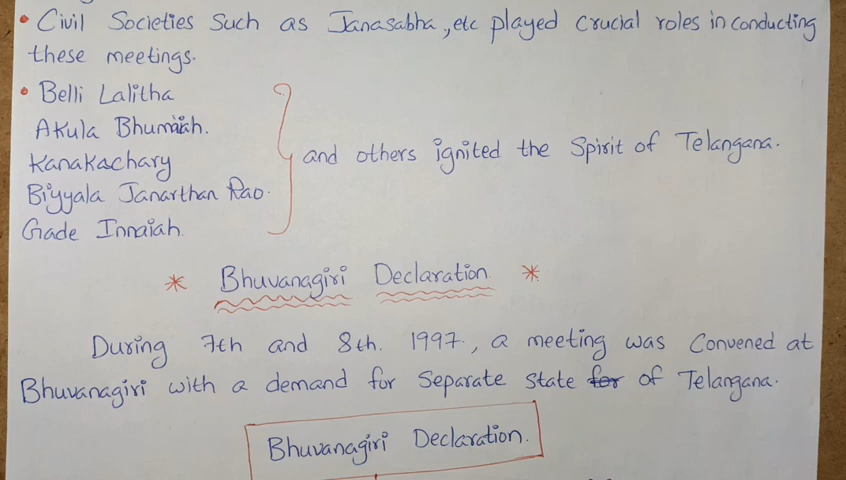 • Civil Societies Such as Janasabha, etc played crucial roles in conducting
these meetings.
• Belli Lalitha
Akula Bhumaiah.
Kanakachary
Biyyala Janarthan Rao.
Gade Innaiah.
and others ignited the Spirit of Telangana.
* Bhuvanagiri Declaration *
During 7th and 8th. 1997, a meeting was Convened at
Bhuvanagiri with a demand for Separate State for of Telangana.
Bhuvanagiri Declaration.